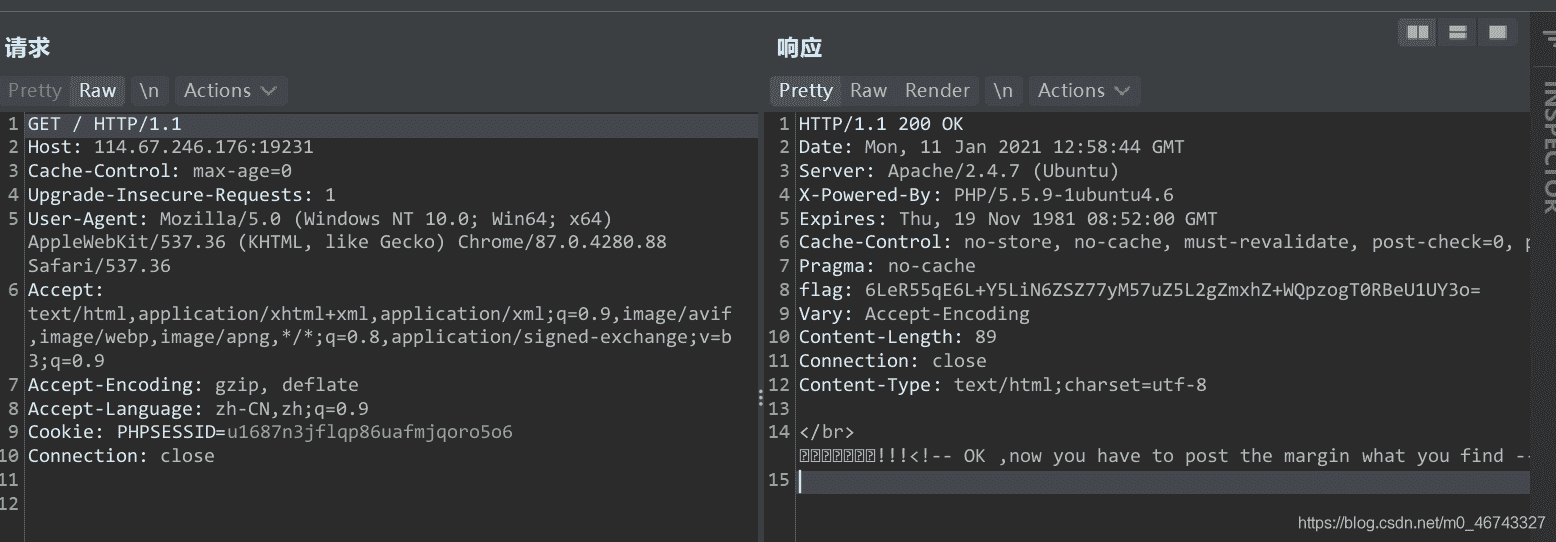 请求
Pretty Raw \n Actions
1 GET / HTTP/1.1
2 Host: 114.67.246.176:19231
3 Cache-Control: max-age=0
4 Upgrade-Insecure-Requests: 1
5 User-Agent: Mozilla/5.0 (Windows NT 10.0; Win64; x64)
AppleWebKit/537.36 (KHTML, like Gecko) Chrome/87.0.4280.88
Safari/537.36
6 Accept:
text/html,application/xhtml+xml,application/xml;q=0.9,image/avif
,image/webp,image/apng,*/*;q=0.8,application/signed-exchange;v=b
3;q=0.9
7 Accept-Encoding: gzip, deflate
8 Accept-Language: zh-CN,zh;q=0.9
9 Cookie: PHPSESSID=u1687n3jflqp86uafmjqoro5o6
10 Connection: close
11
12
响应
Pretty Raw Render \n Actions
1 HTTP/1.1 200 OK
2 Date: Mon, 11 Jan 2021 12:58:44 GMT
3 Server: Apache/2.4.7 (Ubuntu)
4 X-Powered-By: PHP/5.5.9-1ubuntu4.6
5 Expires: Thu, 19 Nov 1981 08:52:00 GMT
6 Cache-Control: no-store, no-cache, must-revalidate, post-check=0, p
7 Pragma: no-cache
8 flag: 6LeR55qE6L+Y5LiN6ZSZ77yM57uZ5L2gZmxhZ+WQpzogT0RBeU1UY3o=
9 Vary: Accept-Encoding
10 Content-Length: 89
11 Connection: close
12 Content-Type: text/html;charset=utf-8
13
14 </br>
!!!<!-- OK ,now you have to post the margin what you find --
15
INSPECTOR
https://blog.csdn.net/m0_46743327